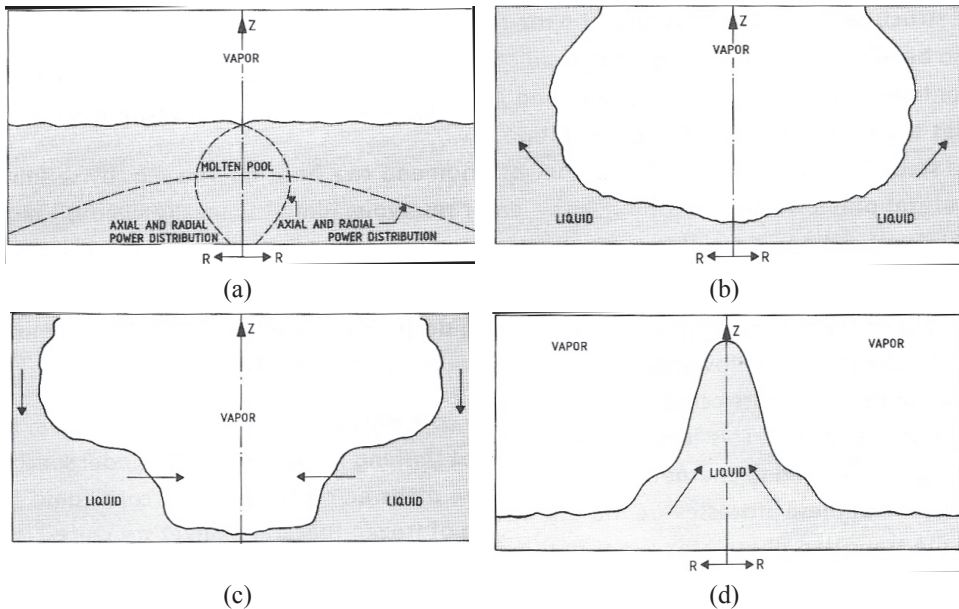 Z
VAPOR
MOLTEN POOL
AXIAL AND RADIAL
POWER DISTRIBUTION
AXIAL AND RADIAL
POWER DISTRIBUTION
R R
(a)
Z
VAPOR
LIQUID LIQUID
R R
(b)
Z
VAPOR
LIQUID LIQUID
(c)
Z
VAPOR VAPOR
LIQUID
R R
(d)